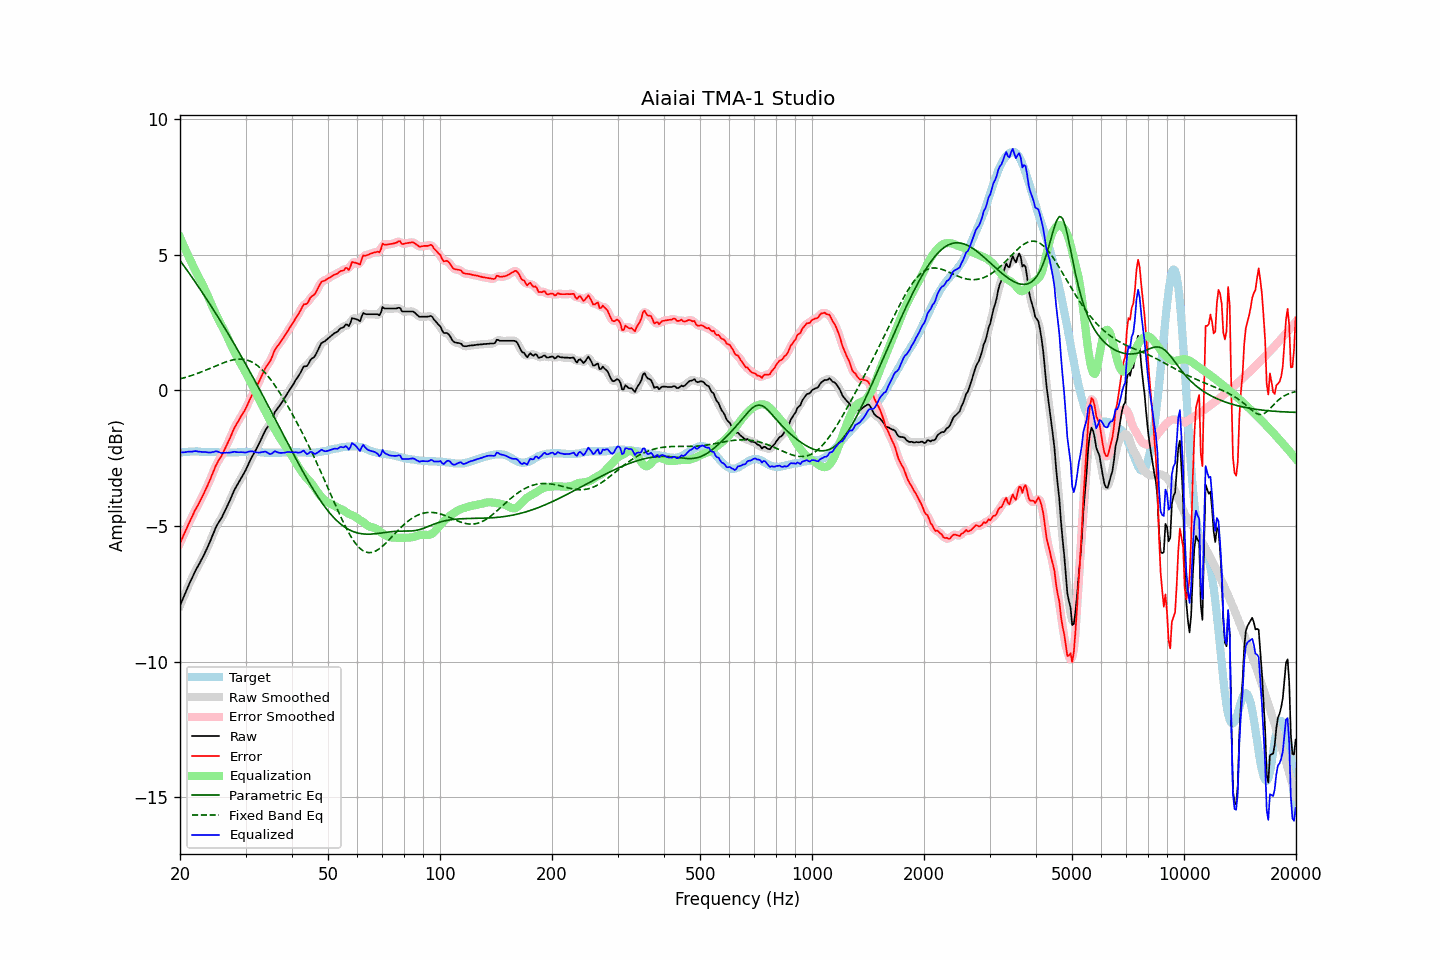 Aiaiai TMA-1 Studio
10
5
0
−5
−10
−15
Amplitude (dBr)
Target
Raw Smoothed
Error Smoothed
Raw
Error
Equalization
Parametric Eq
Fixed Band Eq
Equalized
20 50 100 200 500 1000 2000 5000 10000 20000
Frequency (Hz)